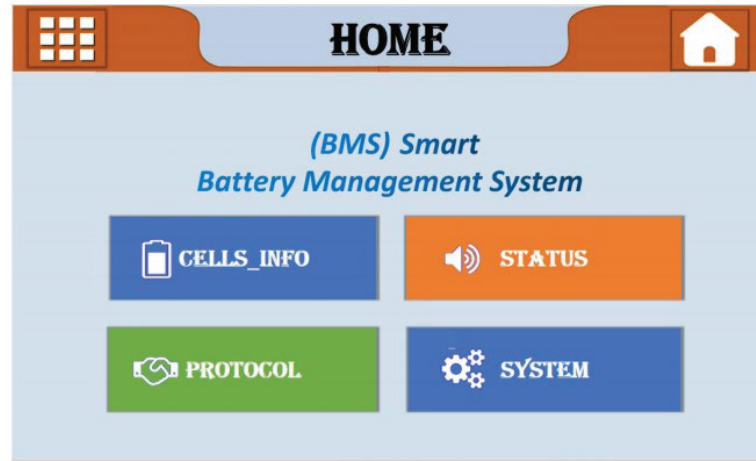 HOME
(BMS) Smart
Battery Management System
CELLS_INFO
STATUS
PROTOCOL
SYSTEM